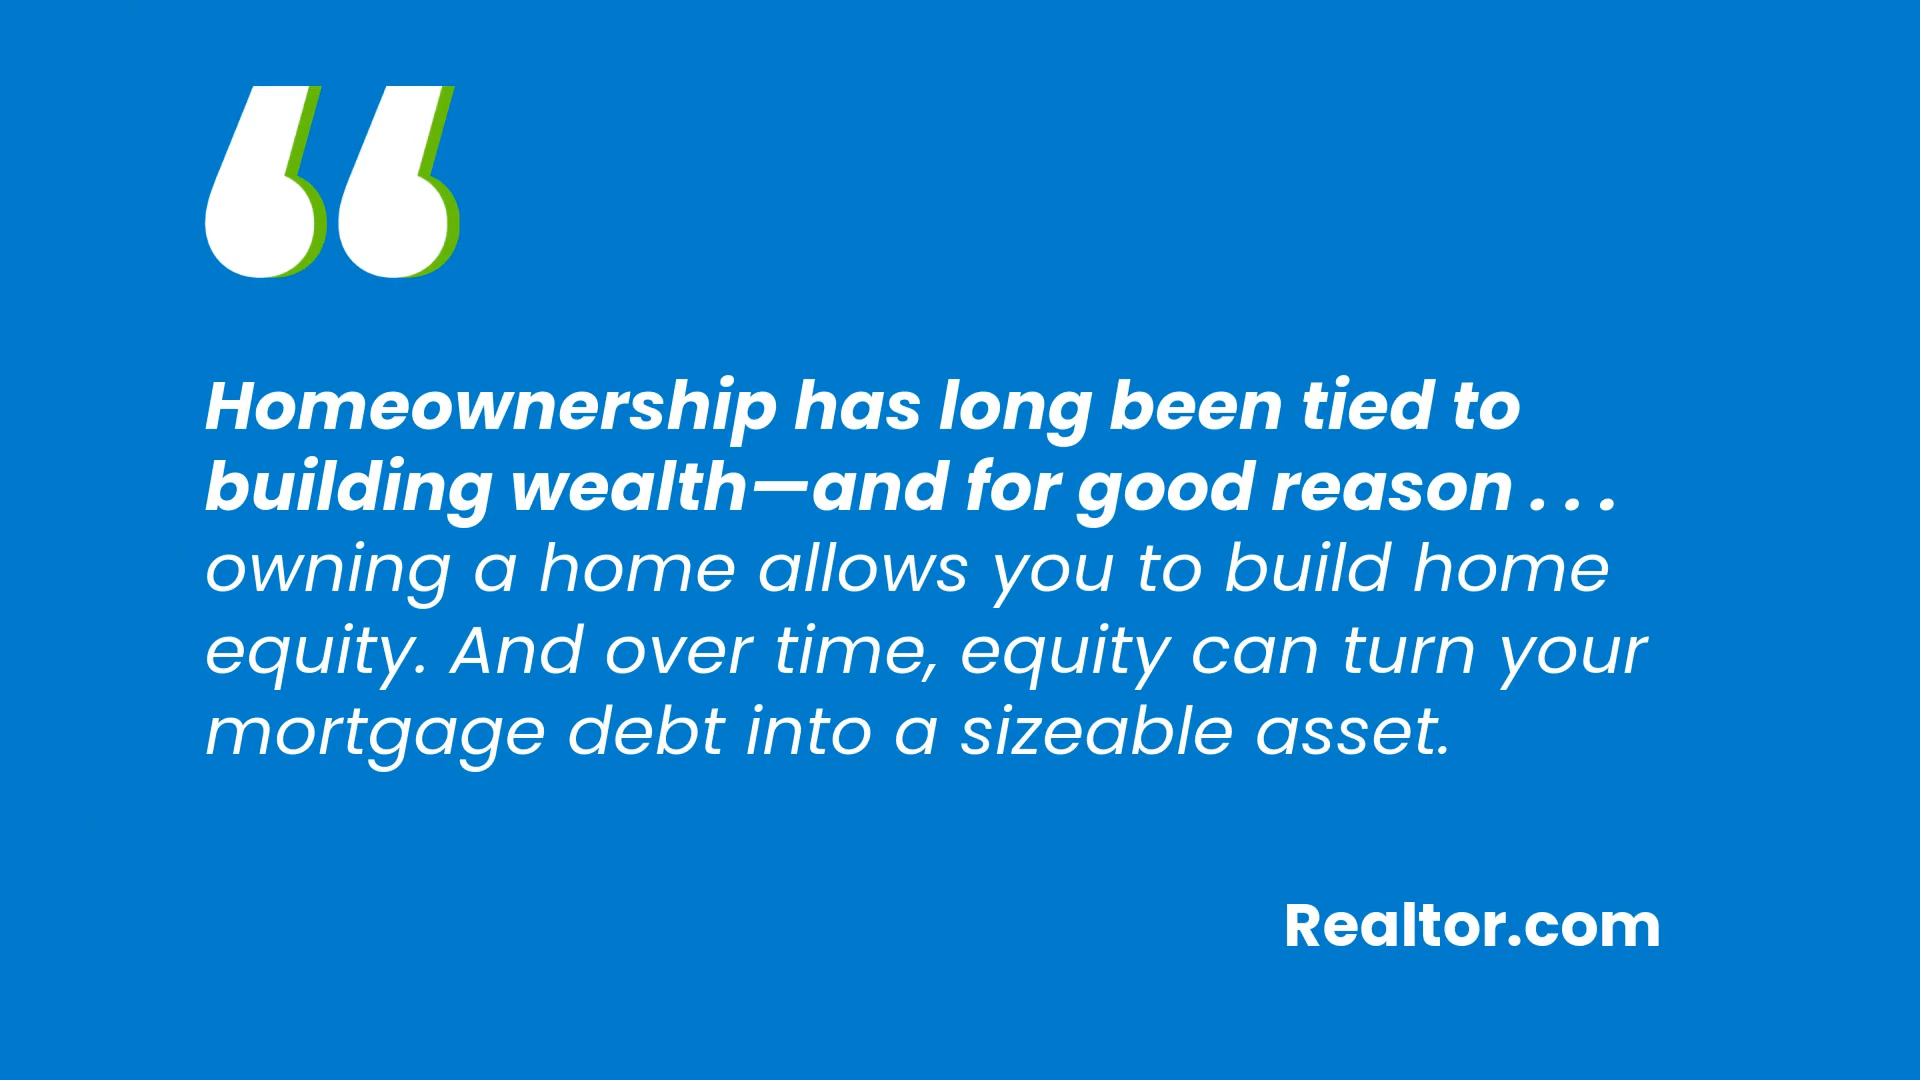 “
Homeownership has long been tied to
building wealth—and for good reason . . .
owning a home allows you to build home
equity. And over time, equity can turn your
mortgage debt into a sizeable asset.
Realtor.com